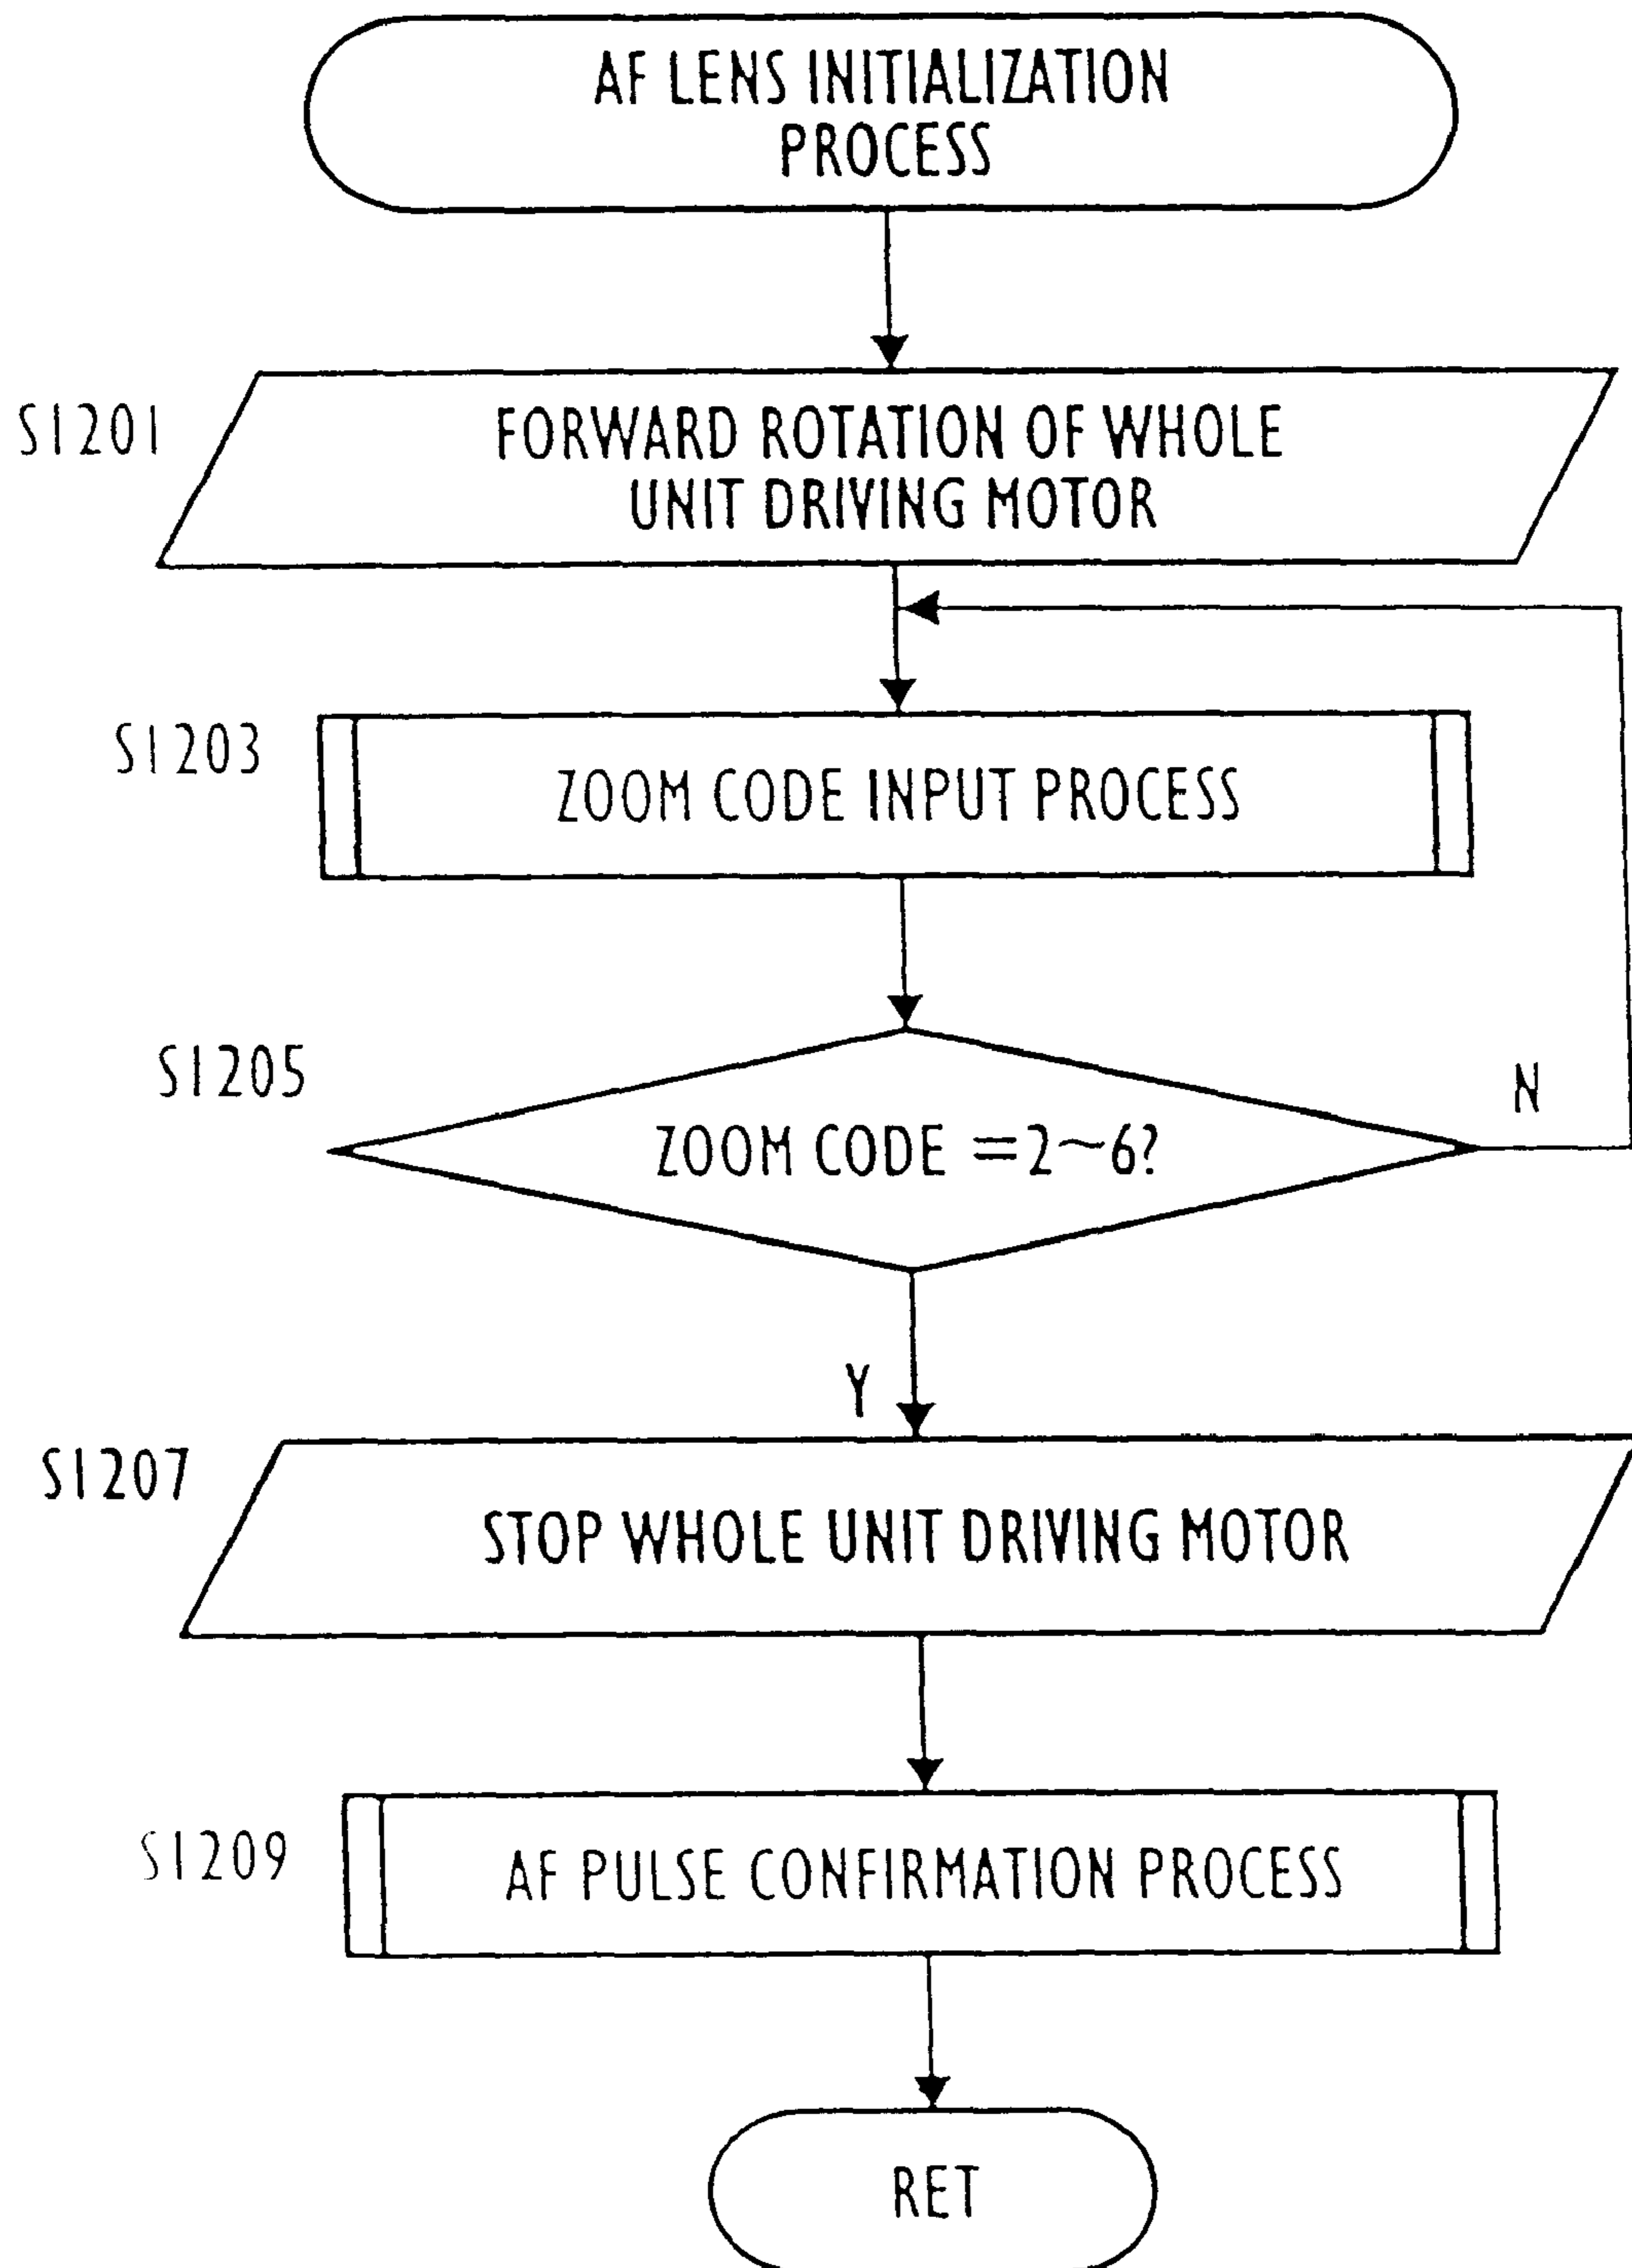 AF LENS INITIALIZATION
PROCESS
S1201
FORWARD ROTATION OF WHOLE
UNIT DRIVING MOTOR
S1203
ZOOM CODE INPUT PROCESS
S1205
N
ZOOM CODE =2~6?
Y
S1207
STOP WHOLE UNIT DRIVING MOTOR
S1209
AF PULSE CONFIRMATION PROCESS
RET